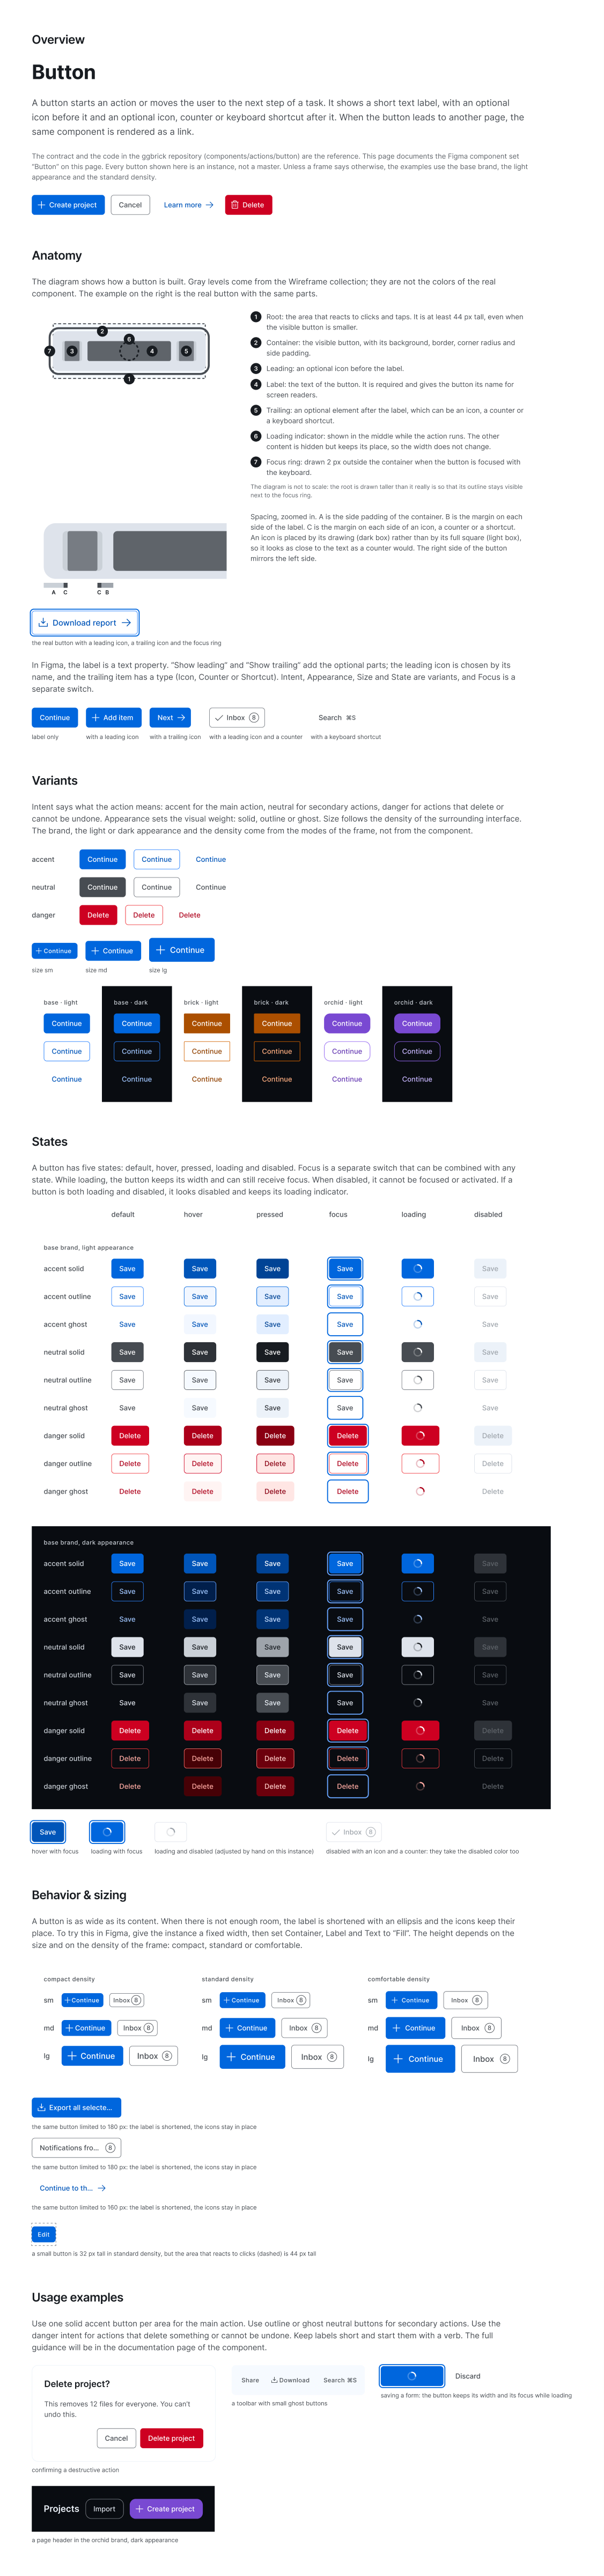 Overview
Button
A button starts an action or moves the user to the next step of a task. It shows a short text label, with an optional
icon before it and an optional icon, counter or keyboard shortcut after it. When the button leads to another page, the
same component is rendered as a link.
The contract and the code in the ggbrick repository (components/actions/button) are the reference. This page documents the Figma component set
"Button" on this page. Every button shown here is an instance, not a master. Unless a frame says otherwise, the examples use the base brand, the light
appearance and the standard density.
Create project Cancel Learn more → Delete
Anatomy
The diagram shows how a button is built. Gray levels come from the Wireframe collection; they are not the colors of the real
component. The example on the right is the real button with the same parts.
2
6
7 3 4 5
1
1 Root: the area that reacts to clicks and taps. It is at least 44 px tall, even when
the visible button is smaller.
2 Container: the visible button, with its background, border, corner radius and
side padding.
3 Leading: an optional icon before the label.
4 Label: the text of the button. It is required and gives the button its name for
screen readers.
5 Trailing: an optional element after the label, which can be an icon, a counter or
a keyboard shortcut.
6 Loading indicator: shown in the middle while the action runs. The other
content is hidden but keeps its place, so the width does not change.
7 Focus ring: drawn 2 px outside the container when the button is focused with
the keyboard.
The diagram is not to scale: the root is drawn taller than it really is so that its outline stays visible
next to the focus ring.
Spacing, zoomed in. A is the side padding of the container. B is the margin on each
side of the label. C is the margin on each side of an icon, a counter or a shortcut.
An icon is placed by its drawing (dark box) rather than by its full square (light box),
so it looks as close to the text as a counter would. The right side of the button
mirrors the left side.
A C C B
Download report →
the real button with a leading icon, a trailing icon and the focus ring
In Figma, the label is a text property. "Show leading" and "Show trailing" add the optional parts; the leading icon is chosen by its
name, and the trailing item has a type (Icon, Counter or Shortcut). Intent, Appearance, Size and State are variants, and Focus is a
separate switch.
Continue Add item Next → Inbox 8 Search ⌘S
label only with a leading icon with a trailing icon with a leading icon and a counter with a keyboard shortcut
Variants
Intent says what the action means: accent for the main action, neutral for secondary actions, danger for actions that delete or
cannot be undone. Appearance sets the visual weight: solid, outline or ghost. Size follows the density of the surrounding interface.
The brand, the light or dark appearance and the density come from the modes of the frame, not from the component.
accent Continue Continue Continue
neutral Continue Continue Continue
danger Delete Delete Delete
Continue Continue Continue
size sm size md size lg
base · light base · dark brick · light brick · dark orchid · light orchid · dark
Continue Continue Continue Continue Continue Continue
Continue Continue Continue Continue Continue Continue
Continue Continue Continue Continue Continue Continue
States
A button has five states: default, hover, pressed, loading and disabled. Focus is a separate switch that can be combined with any
state. While loading, the button keeps its width and can still receive focus. When disabled, it cannot be focused or activated. If a
button is both loading and disabled, it looks disabled and keeps its loading indicator.
default hover pressed focus loading disabled
base brand, light appearance
accent solid Save Save Save Save Save
accent outline Save Save Save Save Save
accent ghost Save Save Save Save Save
neutral solid Save Save Save Save Save
neutral outline Save Save Save Save Save
neutral ghost Save Save Save Save Save
danger solid Delete Delete Delete Delete Delete
danger outline Delete Delete Delete Delete Delete
danger ghost Delete Delete Delete Delete Delete
base brand, dark appearance
accent solid Save Save Save Save Save
accent outline Save Save Save Save Save
accent ghost Save Save Save Save Save
neutral solid Save Save Save Save Save
neutral outline Save Save Save Save Save
neutral ghost Save Save Save Save Save
danger solid Delete Delete Delete Delete Delete
danger outline Delete Delete Delete Delete Delete
danger ghost Delete Delete Delete Delete Delete
Save Inbox 8
hover with focus loading with focus loading and disabled (adjusted by hand on this instance) disabled with an icon and a counter: they take the disabled color too
Behavior & sizing
A button is as wide as its content. When there is not enough room, the label is shortened with an ellipsis and the icons keep their
place. To try this in Figma, give the instance a fixed width, then set Container, Label and Text to "Fill". The height depends on the
size and on the density of the frame: compact, standard or comfortable.
compact density standard density comfortable density
sm Continue Inbox 8 sm Continue Inbox 8 sm Continue Inbox 8
md Continue Inbox 8 md Continue Inbox 8 md Continue Inbox 8
lg Continue Inbox 8 lg Continue Inbox 8 lg Continue Inbox 8
Export all selecte...
the same button limited to 180 px: the label is shortened, the icons stay in place
Notifications fro... 8
the same button limited to 180 px: the label is shortened, the icons stay in place
Continue to th... →
the same button limited to 160 px: the label is shortened, the icons stay in place
Edit
a small button is 32 px tall in standard density, but the area that reacts to clicks (dashed) is 44 px tall
Usage examples
Use one solid accent button per area for the main action. Use outline or ghost neutral buttons for secondary actions. Use the
danger intent for actions that delete something or cannot be undone. Keep labels short and start them with a verb. The full
guidance will be in the documentation page of the component.
Delete project?
This removes 12 files for everyone. You can't
undo this.
Cancel Delete project
confirming a destructive action
Share Download Search ⌘S
a toolbar with small ghost buttons
Discard
saving a form: the button keeps its width and its focus while loading
Projects Import Create project
a page header in the orchid brand, dark appearance